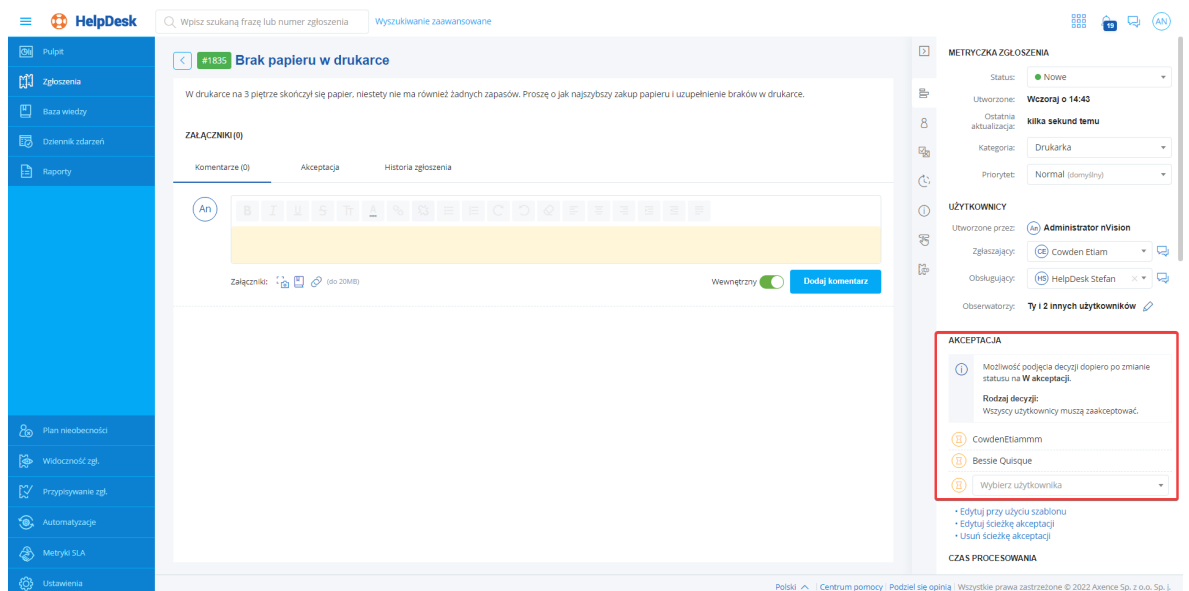 HelpDesk
Wpisz szukaną frazę lub numer zgłoszenia
Wyszukiwanie zaawansowane
19
AN
Pulpit
Zgłoszenia
Baza wiedzy
Dziennik zdarzeń
Raporty
Plan nieobecności
Widoczność zgł.
Przypisywanie zgł.
Automatyzacje
Metryki SLA
Ustawienia
#1835 Brak papieru w drukarce
W drukarce na 3 piętrze skończył się papier, niestety nie ma również żadnych zapasów. Proszę o jak najszybszy zakup papieru i uzupełnienie braków w drukarce.
ZAŁĄCZNIKI (0)
Komentarze (0) Akceptacja Historia zgłoszenia
An
B I U S Tт A
Załączniki: (do 20MB)
Wewnętrzny Dodaj komentarz
METRYCZKA ZGŁOSZENIA
Status: Nowe
Utworzone: Wczoraj o 14:43
Ostatnia aktualizacja: kilka sekund temu
Kategoria: Drukarka
Priorytet: Normal (domyślny)
UŻYTKOWNICY
Utworzone przez: An Administrator nVision
Zgłaszający: CE Cowden Etiam
Obsługujący: HS HelpDesk Stefan
Obserwatorzy: Ty i 2 innych użytkowników
AKCEPTACJA
Możliwość podjęcia decyzji dopiero po zmianie
statusu na W akceptacji.
Rodzaj decyzji:
Wszyscy użytkownicy muszą zaakceptować.
CowdenEtiammm
Bessie Quisque
Wybierz użytkownika
• Edytuj przy użyciu szablonu
• Edytuj ścieżkę akceptacji
• Usuń ścieżkę akceptacji
CZAS PROCESOWANIA
Polski | Centrum pomocy | Podziel się opinią | Wszystkie prawa zastrzeżone © 2022 Axence Sp. z o.o. Sp. j.